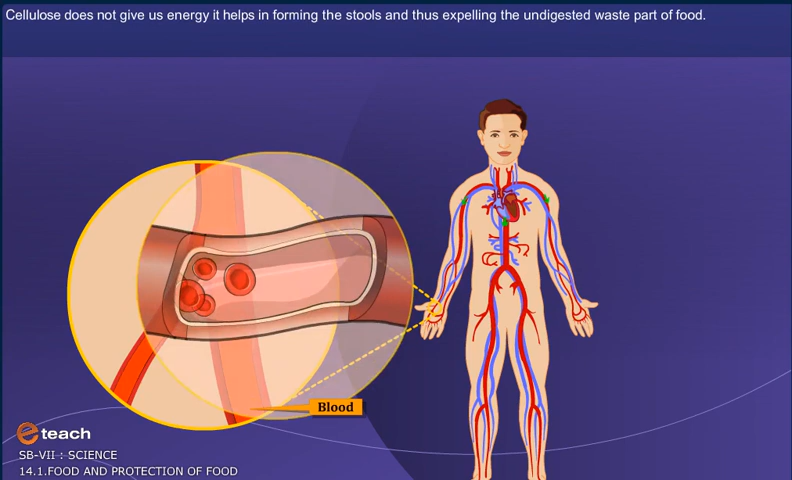 Cellulose does not give us energy it helps in forming the stools and thus expelling the undigested waste part of food.
Blood
e teach
SB-VII : SCIENCE
14.1.FOOD AND PROTECTION OF FOOD